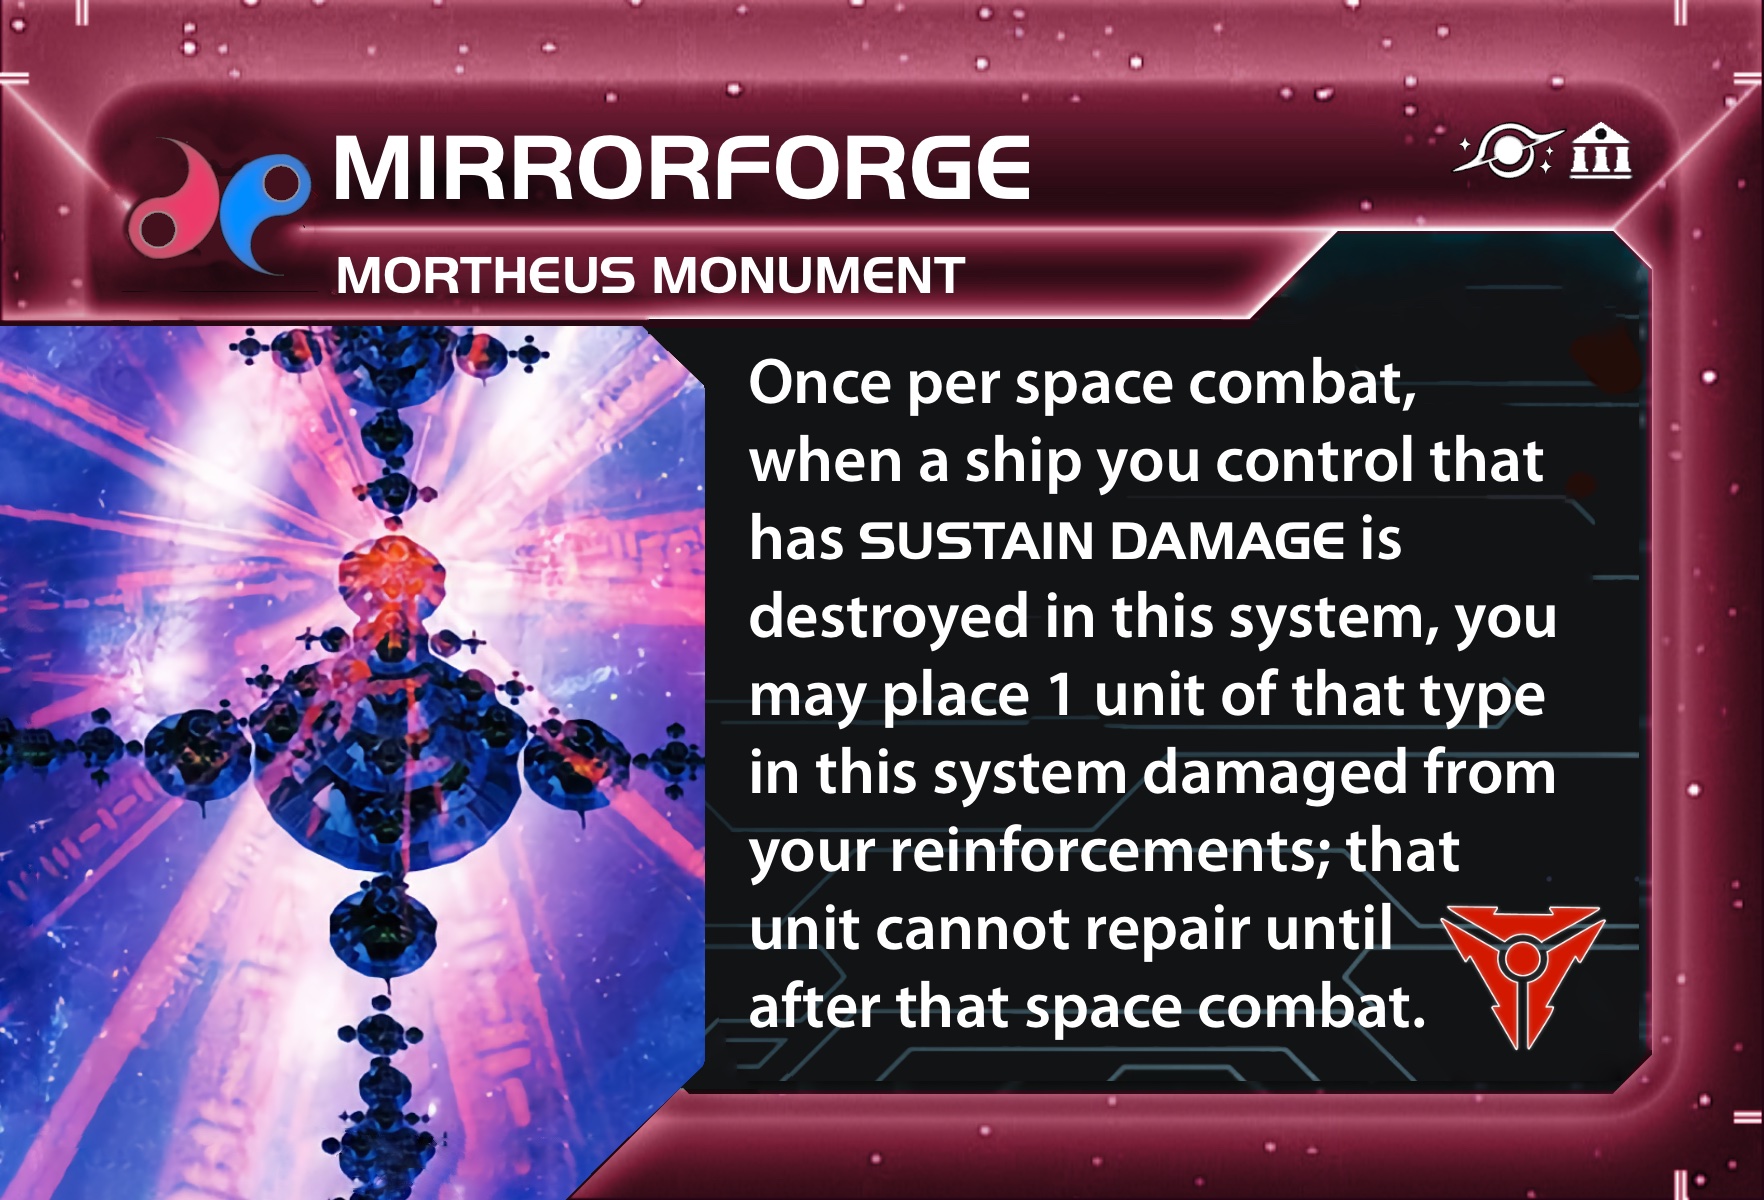 MIRRORFORGE
MORTHEUS MONUMENT
Once per space combat,
when a ship you control that
has SUSTAIN DAMAGE is
destroyed in this system, you
may place 1 unit of that type
in this system damaged from
your reinforcements; that
unit cannot repair until
after that space combat.